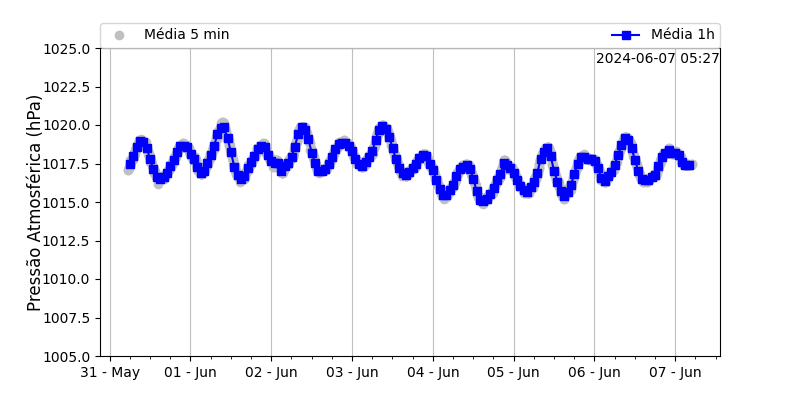 Média 5 min
Média 1h
2024-06-07 05:27
Pressão Atmosférica (hPa)
1025.0
1022.5
1020.0
1017.5
1015.0
1012.5
1010.0
1007.5
1005.0
31 - May
01 - Jun
02 - Jun
03 - Jun
04 - Jun
05 - Jun
06 - Jun
07 - Jun